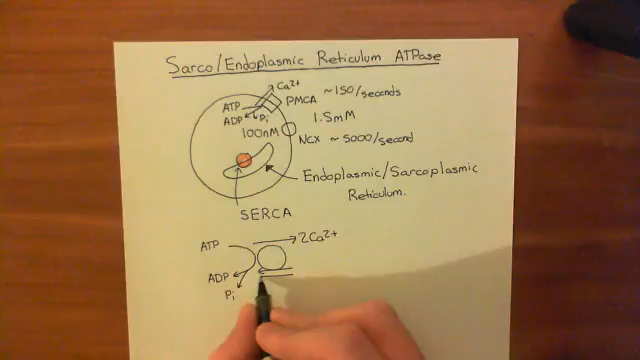 Sarco/Endoplasmic Reticulum ATPase
Ca2+
ATP
PMCA ~150/seconds
ADP
Pi
1.5mM
100nM
NCX ~5000/second
Endoplasmic/Sarcoplasmic
Reticulum.
SERCA
ATP
2Ca2+
ADP
Pi